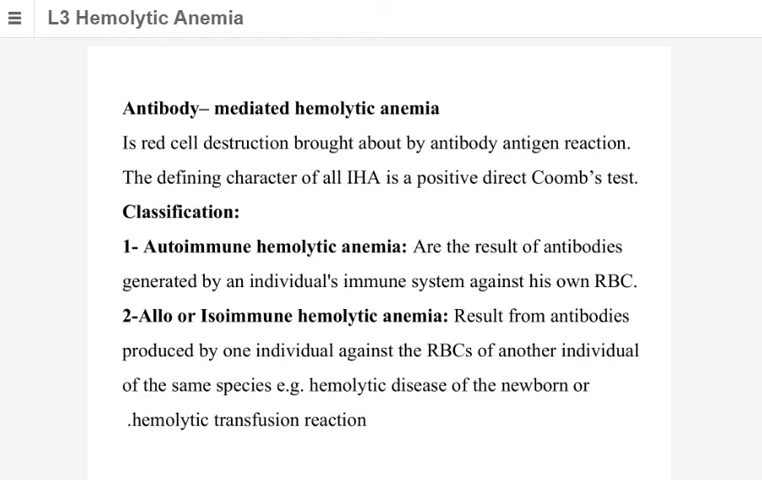 L3 Hemolytic Anemia
Antibody– mediated hemolytic anemia
Is red cell destruction brought about by antibody antigen reaction.
The defining character of all IHA is a positive direct Coomb’s test.
Classification:
1- Autoimmune hemolytic anemia: Are the result of antibodies
generated by an individual's immune system against his own RBC.
2-Allo or Isoimmune hemolytic anemia: Result from antibodies
produced by one individual against the RBCs of another individual
of the same species e.g. hemolytic disease of the newborn or
.hemolytic transfusion reaction